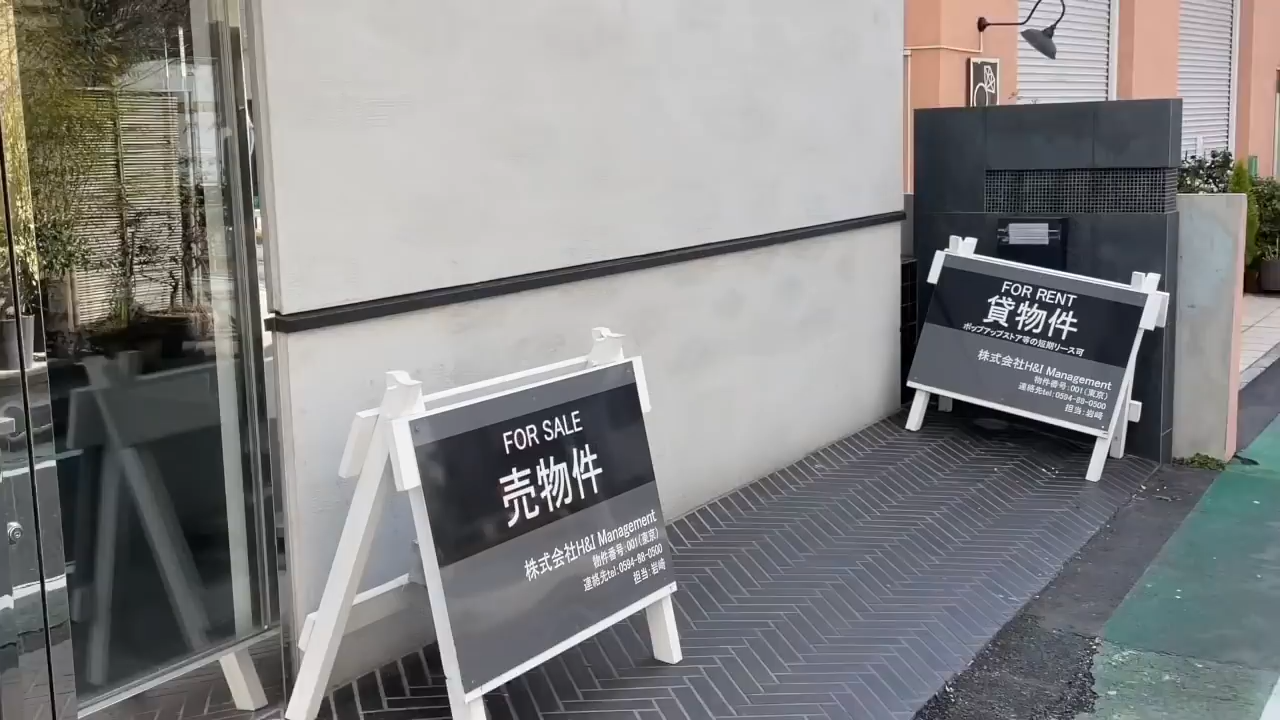 FOR SALE
売物件
株式会社H&I Management
物件番号:001(東京)
連絡先tel:0594-88-0500
担当:岩崎
FOR RENT
貸物件
ポップアップストア等の短期リース可
株式会社H&I Management
物件番号:001(東京)
連絡先tel:0594-88-0500
担当:岩崎